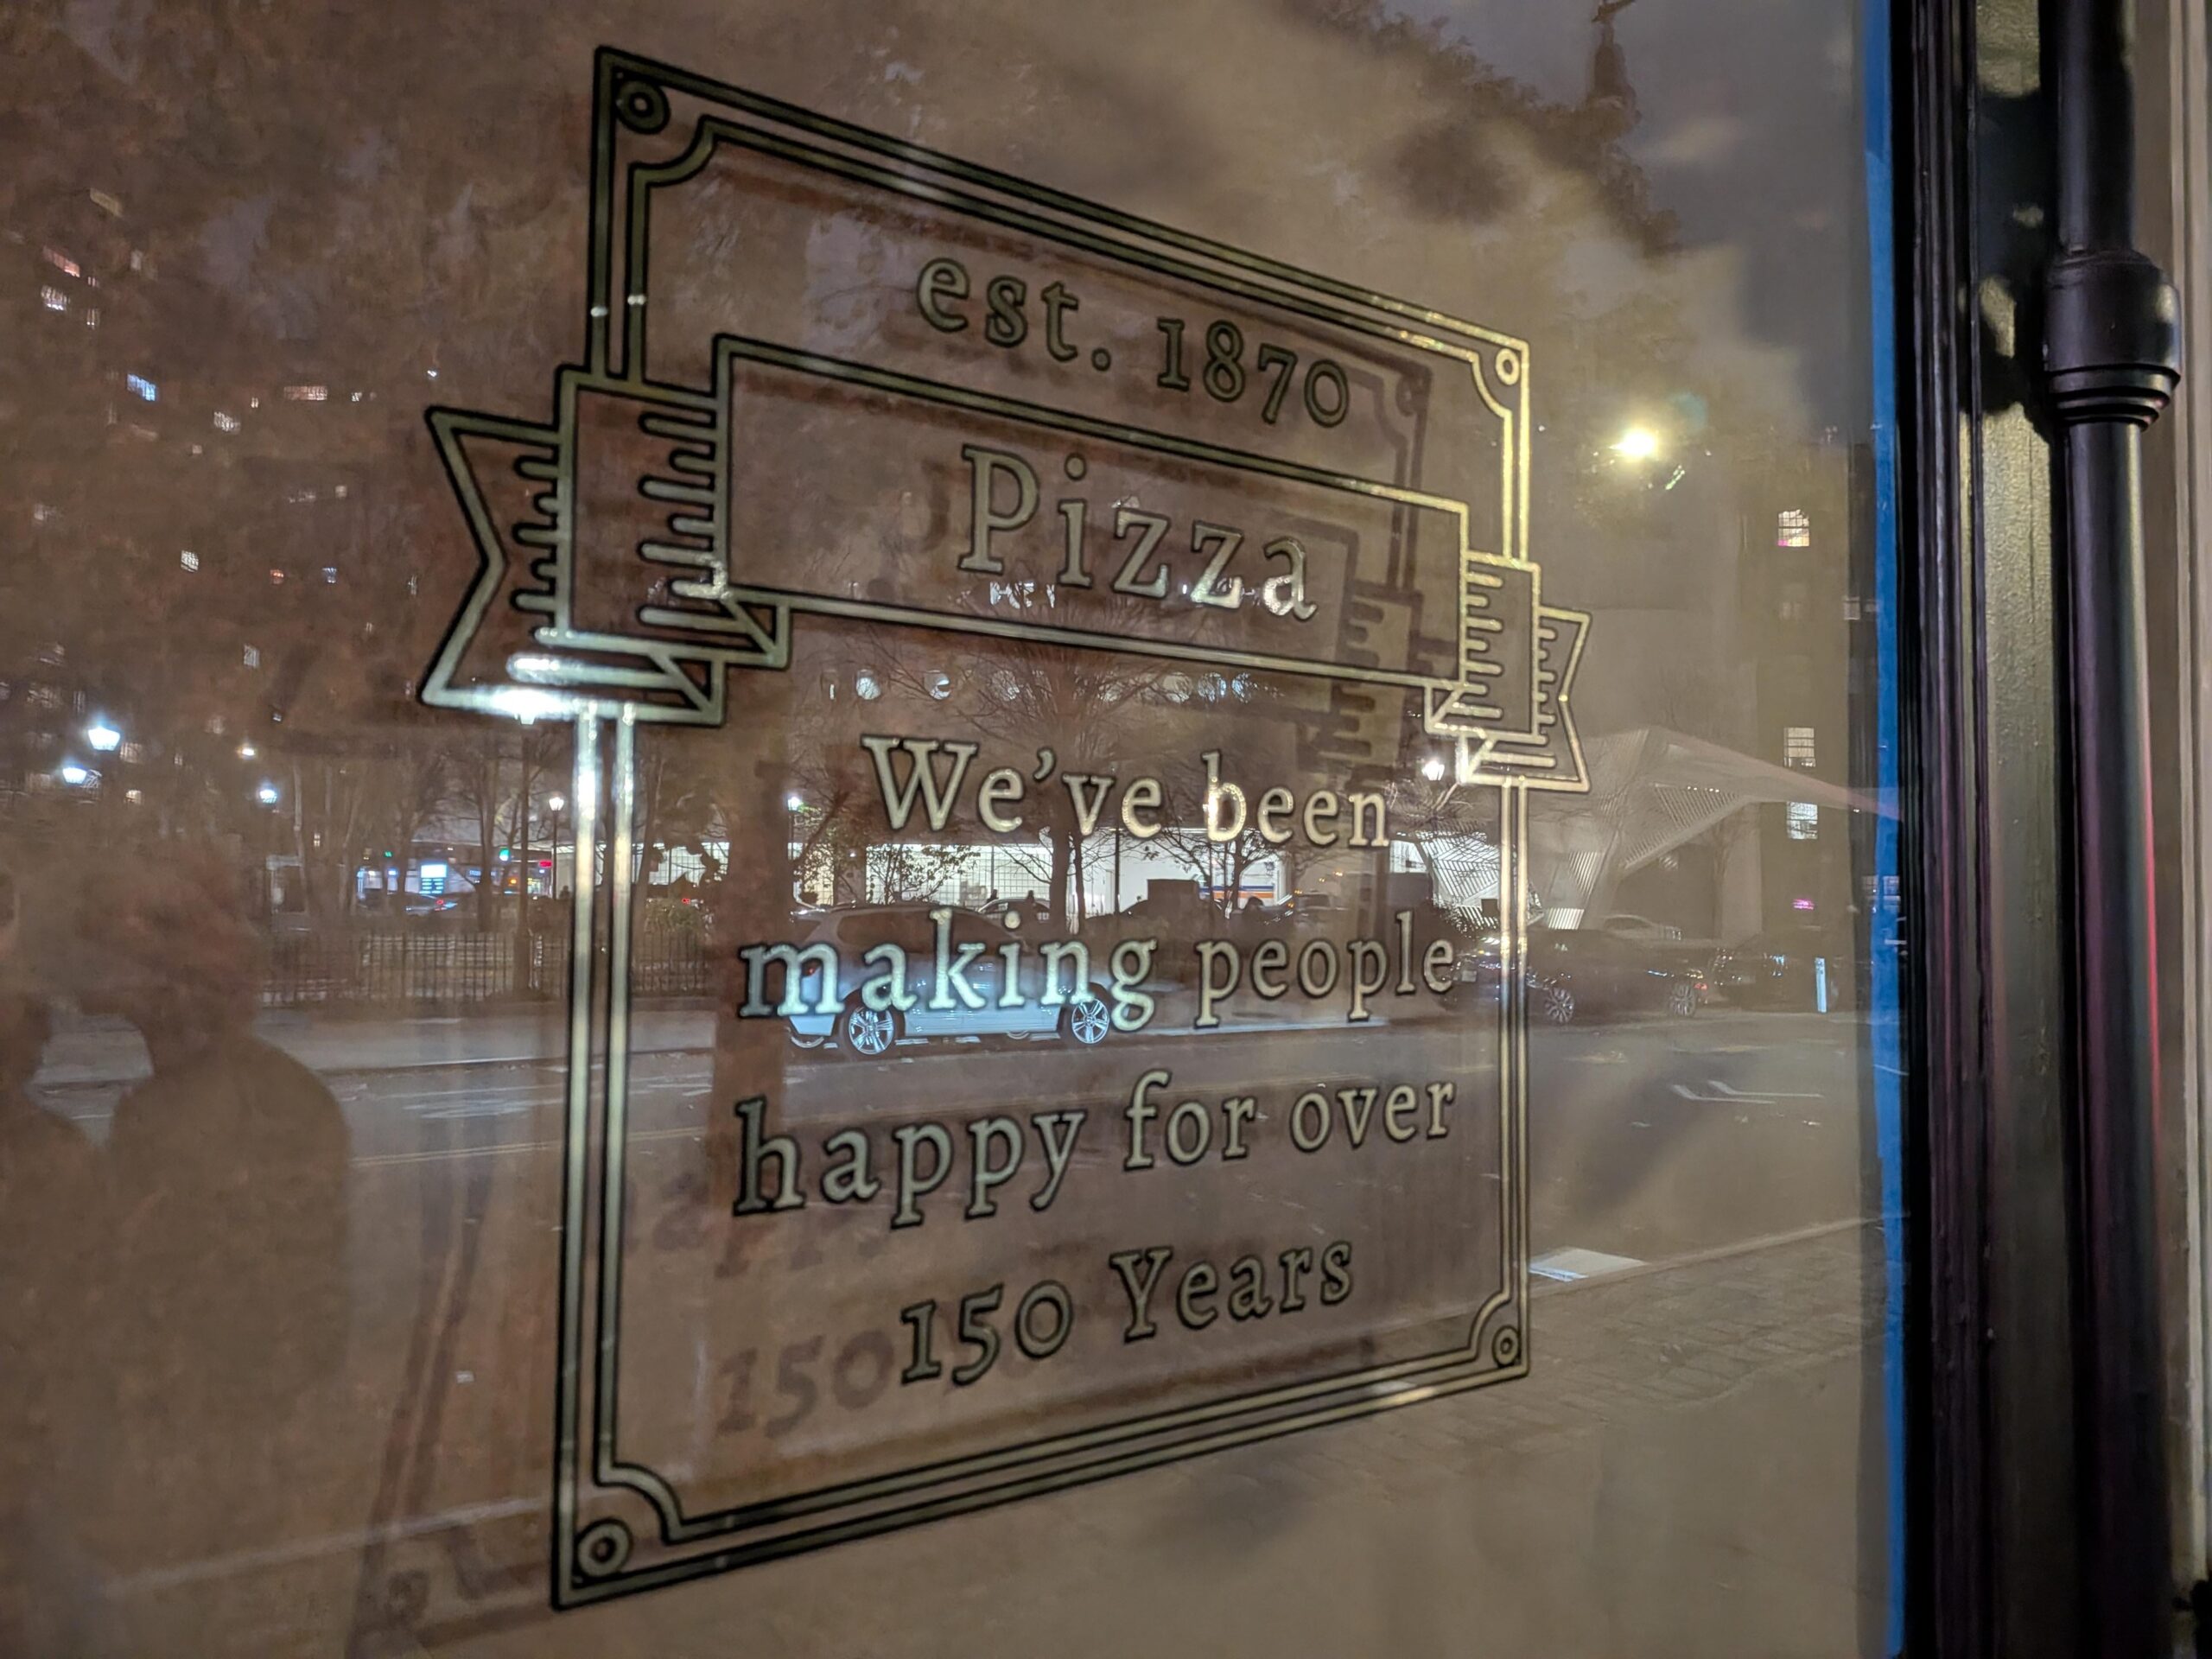 est. 1870
Pizza
We've been
making people
happy for over
150 Years